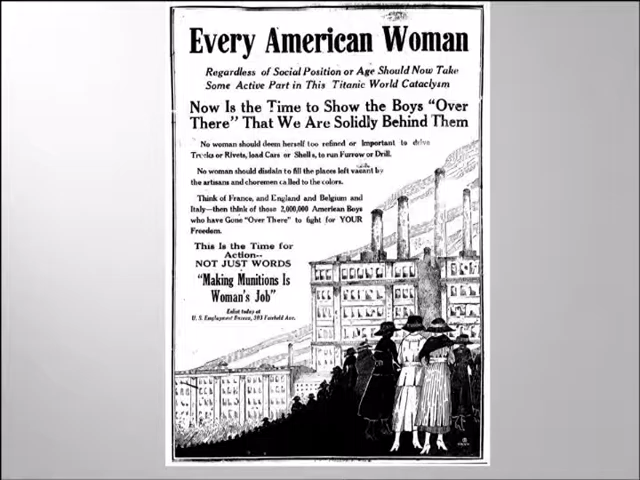 Every American Woman
Regardless of Social Position or Age Should Now Take
Some Active Part in This Titanic World Cataclysm
Now Is the Time to Show the Boys "Over
There" That We Are Solidly Behind Them
No woman should deem herself too refined or important to drive
Trucks or Rivets, load Cars or Shells, to run Furrow or Drill.
No woman should disdain to fill the places left vacant by
the artisans and choremen called to the colors.
Think of France, and England and Belgium and
Italy—then think of those 2,000,000 American Boys
who have Gone "Over There" to fight for YOUR
Freedom.
This Is the Time for
Action--
NOT JUST WORDS
"Making Munitions Is
Woman's Job"
Enlist today at
U. S. Employment Bureau, 303 Fairfield Ave.